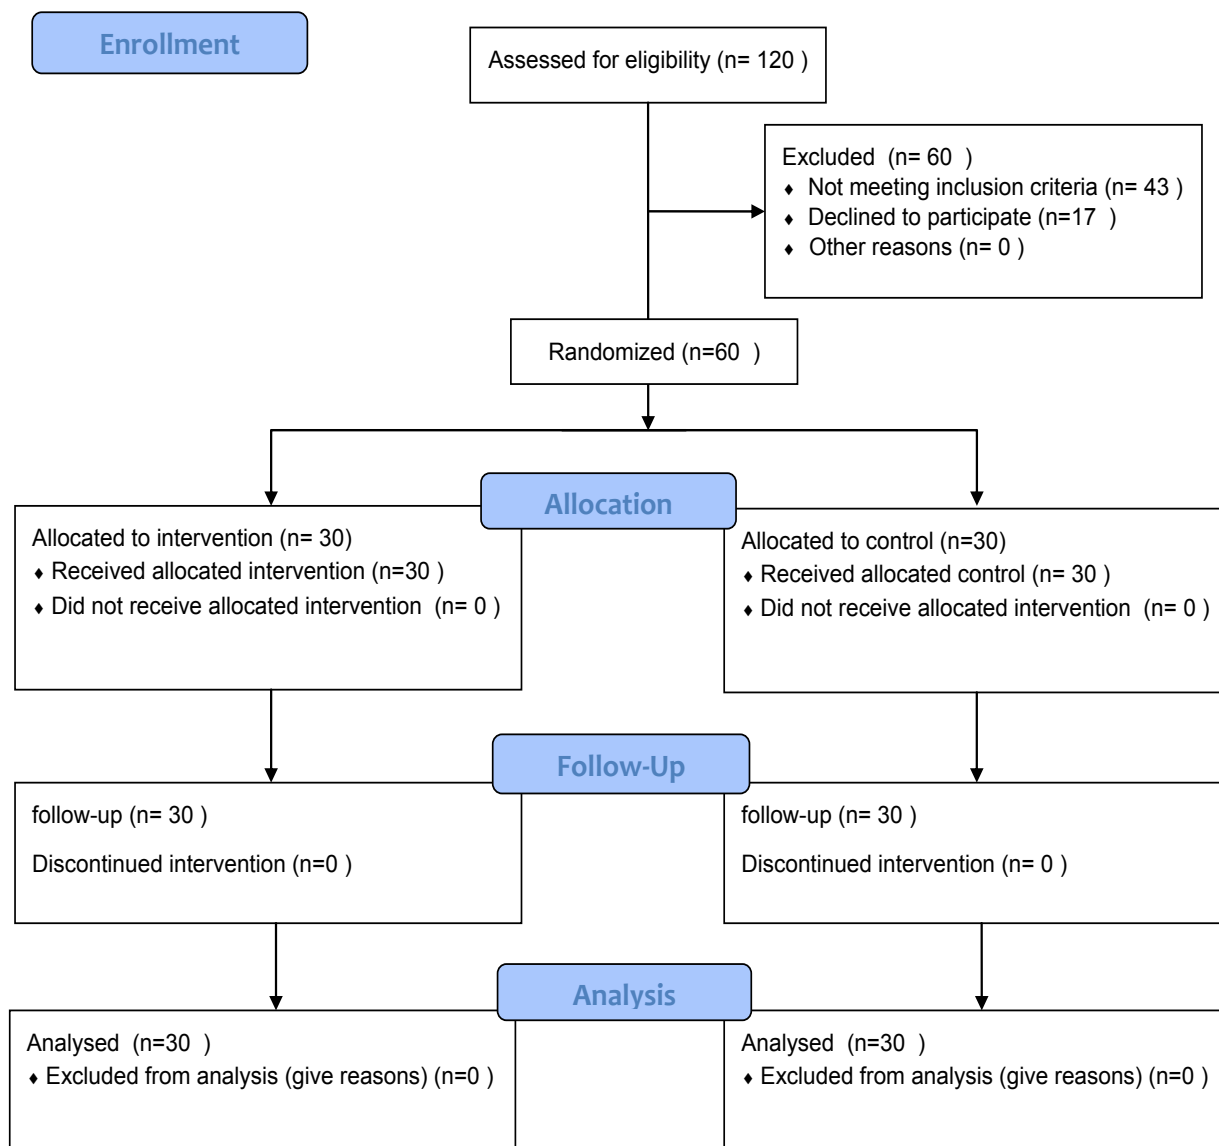 Enrollment
Assessed for eligibility (n= 120 )
Excluded (n= 60 )
♦ Not meeting inclusion criteria (n= 43 )
♦ Declined to participate (n=17 )
♦ Other reasons (n= 0 )
Randomized (n=60 )
Allocation
Allocated to intervention (n= 30)
♦ Received allocated intervention (n=30 )
♦ Did not receive allocated intervention (n= 0 )
Allocated to control (n=30)
♦ Received allocated control (n= 30 )
♦ Did not receive allocated intervention (n= 0 )
Follow-Up
follow-up (n= 30 )
Discontinued intervention (n=0 )
follow-up (n= 30 )
Discontinued intervention (n= 0 )
Analysis
Analysed (n=30 )
♦ Excluded from analysis (give reasons) (n=0 )
Analysed (n=30 )
♦ Excluded from analysis (give reasons) (n=0 )